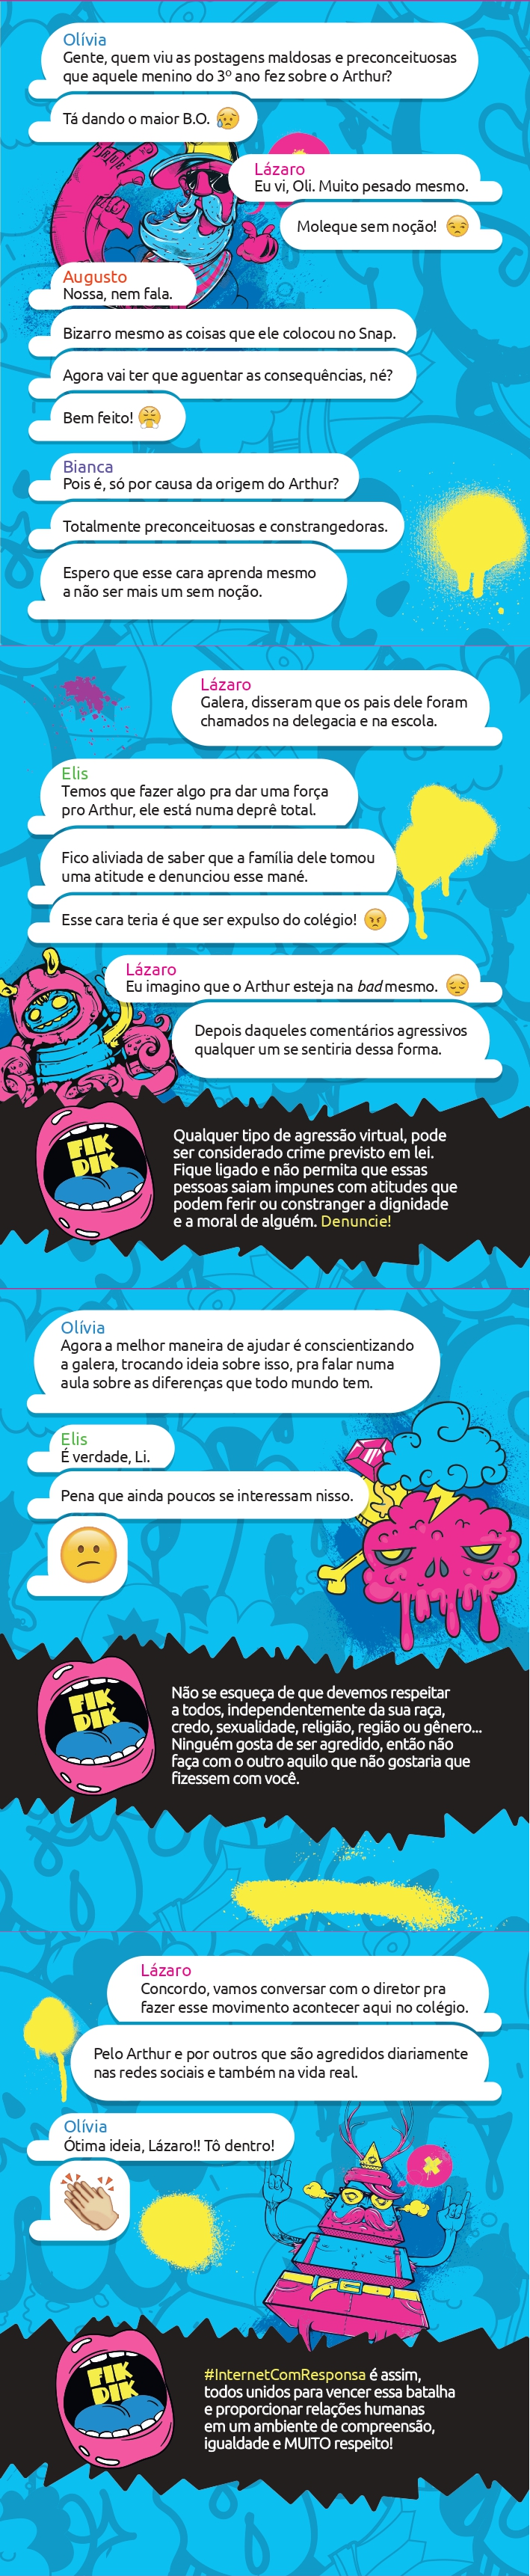 Olívia
Gente, quem viu as postagens maldosas e preconceituosas
que aquele menino do 3º ano fez sobre o Arthur?
Tá dando o maior B.O. 😥
Lázaro
Eu vi, Oli. Muito pesado mesmo.
Moleque sem noção! 😒
Augusto
Nossa, nem fala.
Bizarro mesmo as coisas que ele colocou no Snap.
Agora vai ter que aguentar as consequências, né?
Bem feito! 😤
Bianca
Pois é, só por causa da origem do Arthur?
Totalmente preconceituosas e constrangedoras.
Espero que esse cara aprenda mesmo
a não ser mais um sem noção.
Lázaro
Galera, disseram que os pais dele foram
chamados na delegacia e na escola.
Elis
Temos que fazer algo pra dar uma força
pro Arthur, ele está numa deprê total.
Fico aliviada de saber que a família dele tomou
uma atitude e denunciou esse mané.
Esse cara teria é que ser expulso do colégio! 😠
Lázaro
Eu imagino que o Arthur esteja na bad mesmo. 😔
Depois daqueles comentários agressivos
qualquer um se sentiria dessa forma.
FIK
DIK
Qualquer tipo de agressão virtual, pode
ser considerado crime previsto em lei.
Fique ligado e não permita que essas
pessoas saiam impunes com atitudes que
podem ferir ou constranger a dignidade
e a moral de alguém. Denuncie!
Olívia
Agora a melhor maneira de ajudar é conscientizando
a galera, trocando ideia sobre isso, pra falar numa
aula sobre as diferenças que todo mundo tem.
Elis
É verdade, Li.
Pena que ainda poucos se interessam nisso.
😕
FIK
DIK
Não se esqueça de que devemos respeitar
a todos, independentemente da sua raça,
credo, sexualidade, religião, região ou gênero...
Ninguém gosta de ser agredido, então não
faça com o outro aquilo que não gostaria que
fizessem com você.
Lázaro
Concordo, vamos conversar com o diretor pra
fazer esse movimento acontecer aqui no colégio.
Pelo Arthur e por outros que são agredidos diariamente
nas redes sociais e também na vida real.
Olívia
Ótima ideia, Lázaro!! Tô dentro!
👏
FIK
DIK
#InternetComResponsa é assim,
todos unidos para vencer essa batalha
e proporcionar relações humanas
em um ambiente de compreensão,
igualdade e MUITO respeito!